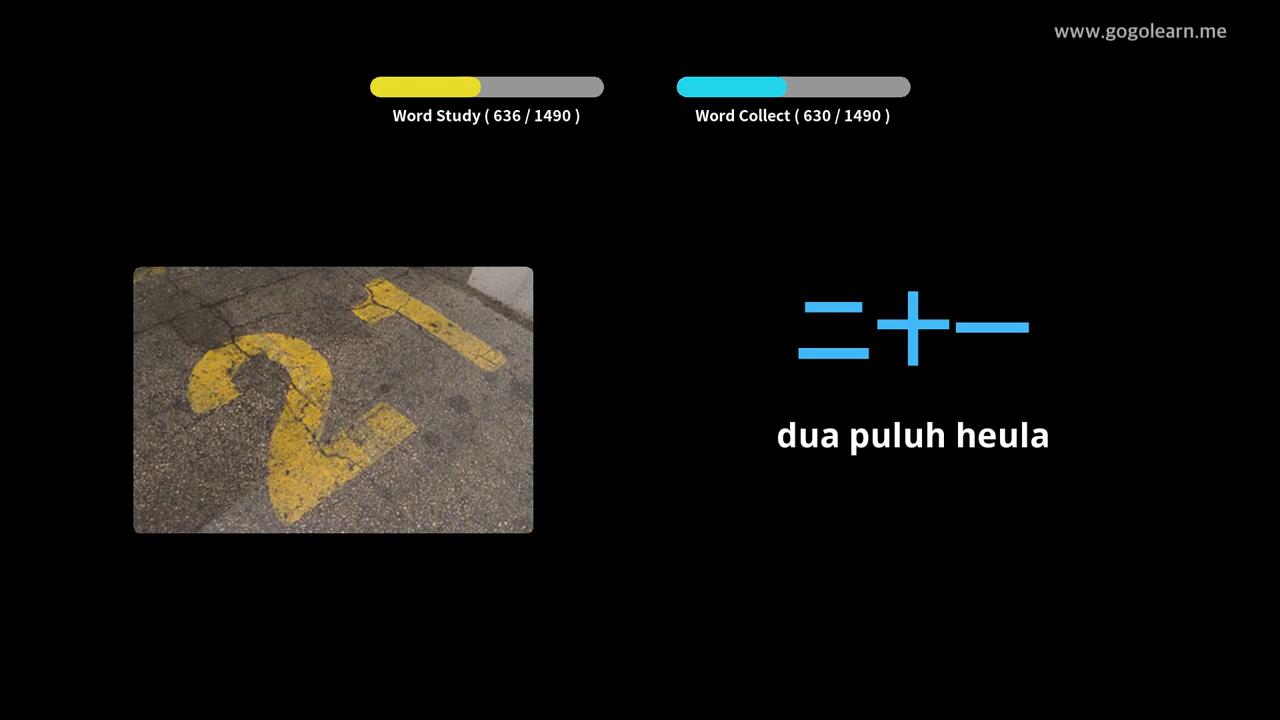 www.gogolearn.me
Word Study ( 636 / 1490 )
Word Collect ( 630 / 1490 )
21
二十一
dua puluh heula